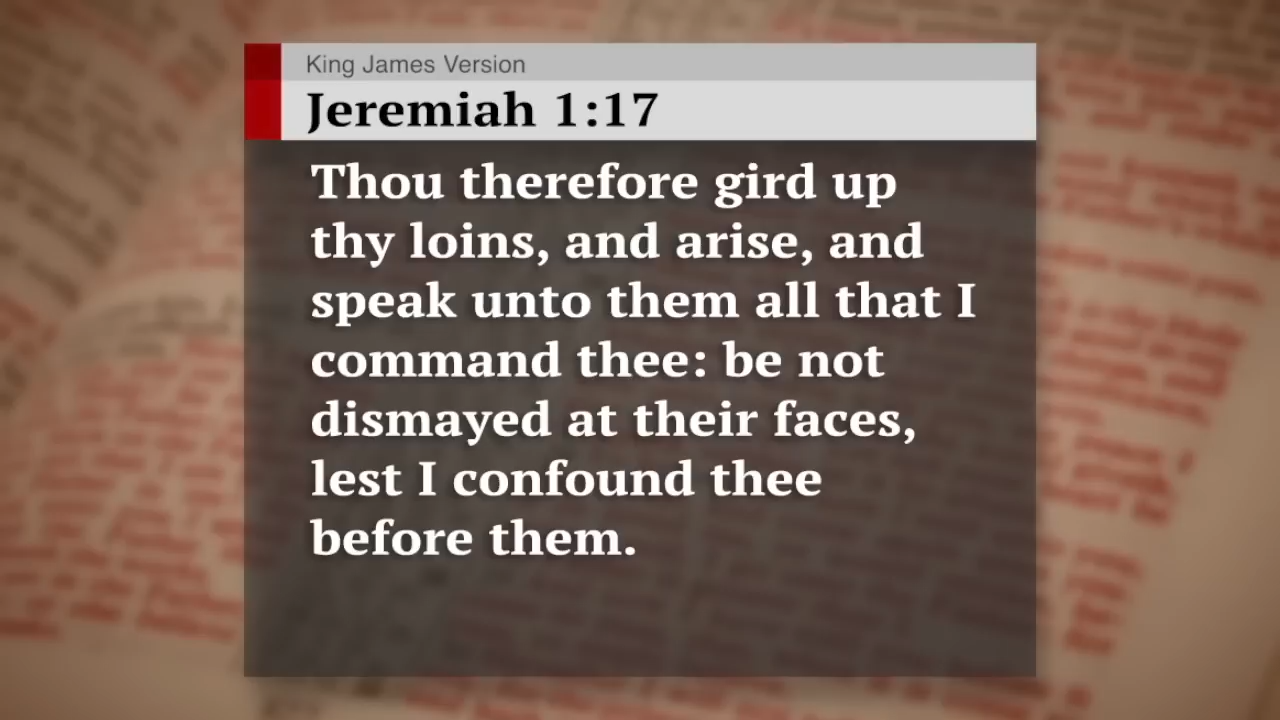 King James Version
Jeremiah 1:17
Thou therefore gird up
thy loins, and arise, and
speak unto them all that I
command thee: be not
dismayed at their faces,
lest I confound thee
before them.